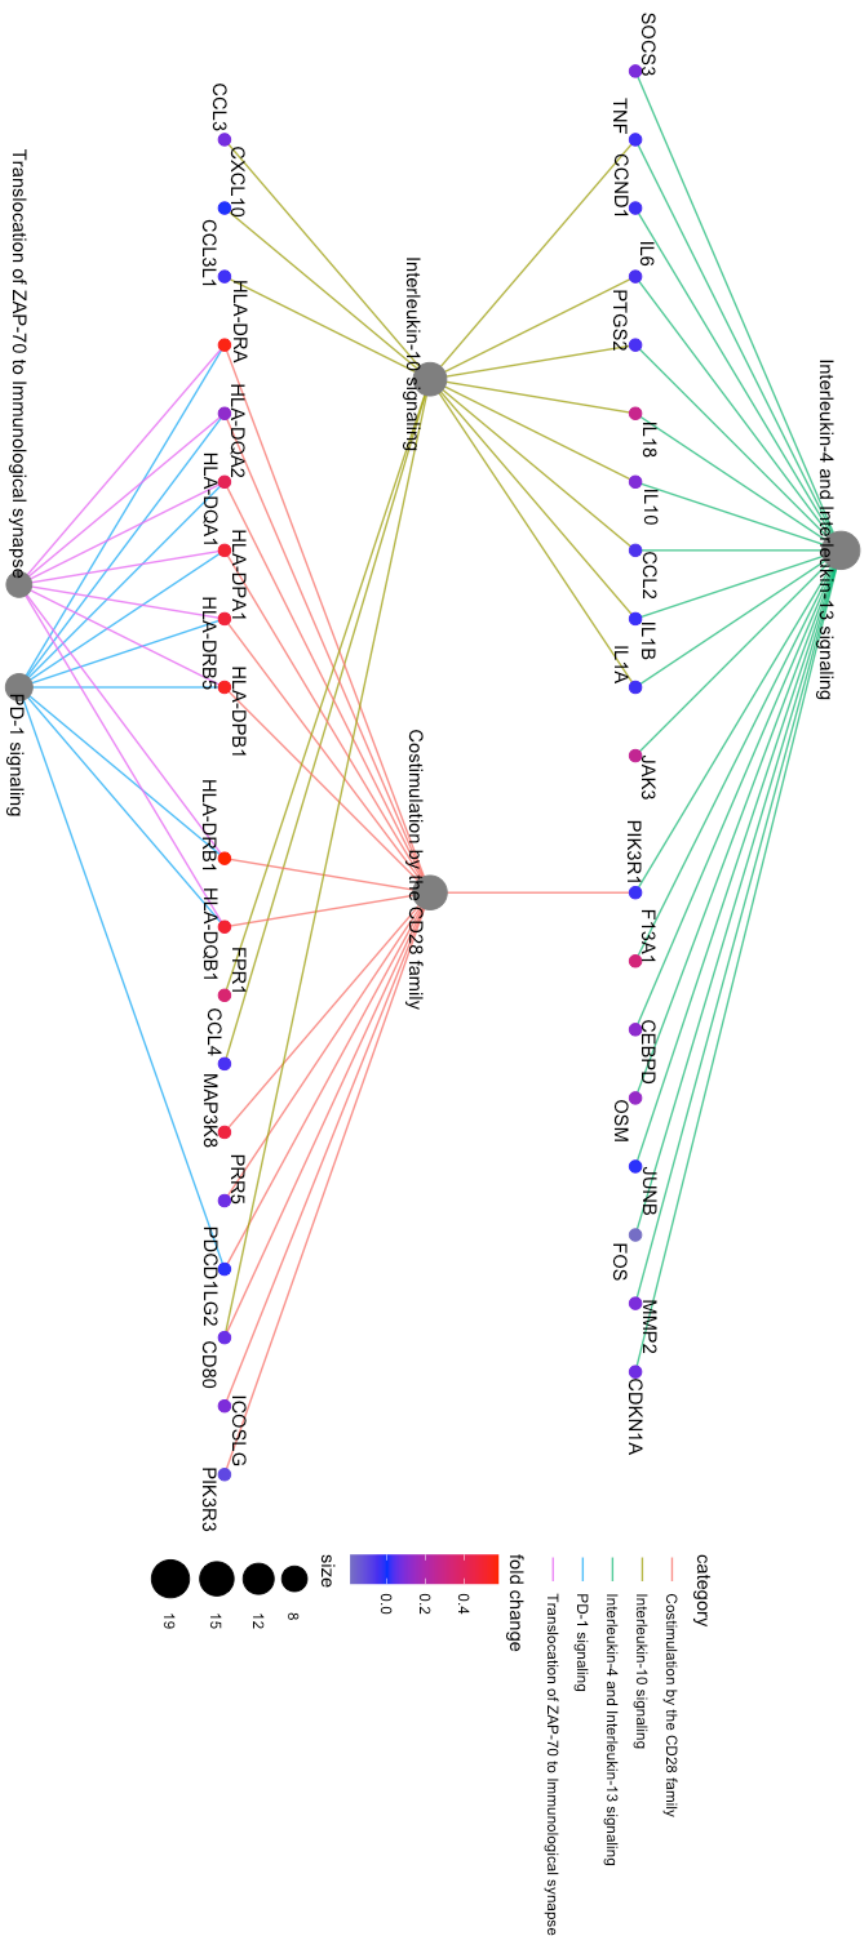 Interleukin-4 and Interleukin-13 signaling
SOCS3
TNF
CCND1
IL6
PTGS2
IL18
IL10
CCL2
IL1B
IL1A
JAK3
PIK3R1
F13A1
CEBPD
OSM
JUNB
FOS
MMP2
CDKN1A
Interleukin-10 signaling
Costimulation by the CD28 family
CCL3
CXCL10
CCL3L1
HLA-DRA
HLA-DQA2
HLA-DQA1
HLA-DPA1
HLA-DRB5
HLA-DPB1
HLA-DRB1
HLA-DQB1
FPR1
CCL4
MAP3K8
PRR5
PDCD1LG2
CD80
ICOSLG
PIK3R3
Translocation of ZAP-70 to Immunological synapse
PD-1 signaling
category
Costimulation by the CD28 family
Interleukin-10 signaling
Interleukin-4 and Interleukin-13 signaling
PD-1 signaling
Translocation of ZAP-70 to Immunological synapse
fold change
0.0
0.2
0.4
size
8
12
15
19